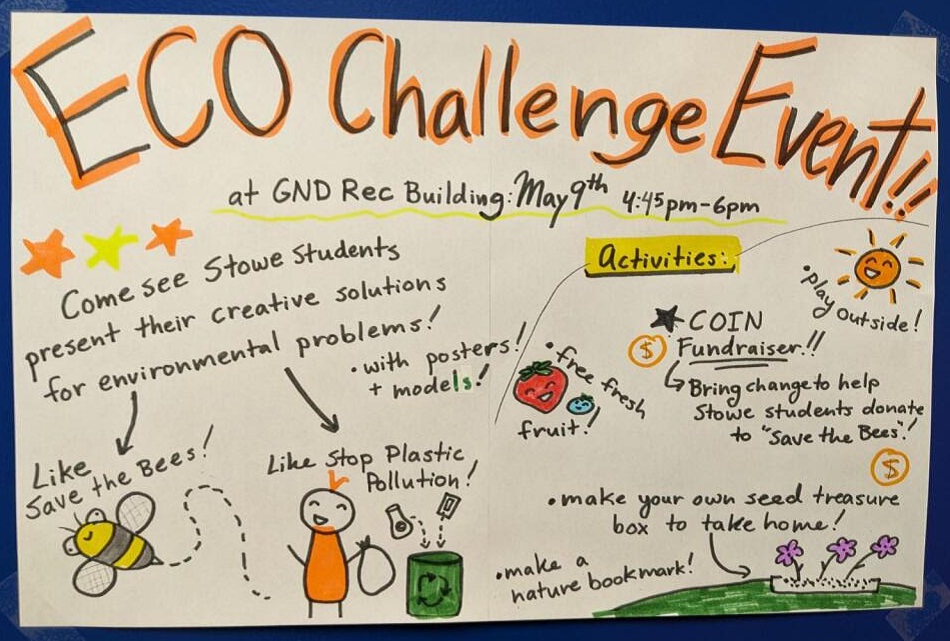 ECO Challenge Event!!
at GND Rec Building: May 9th 4:45pm-6pm
Come see Stowe Students
present their creative solutions
for environmental problems!
• with posters!
+ models!
Like
Save the Bees!
Like Stop Plastic
Pollution!
Activities:
• play outside!
★ COIN
Fundraiser!!
$
Bring change to help
Stowe students donate
to "Save the Bees"!
$
• free fresh
fruit!
• make your own seed treasure
box to take home!
• make a
nature bookmark!